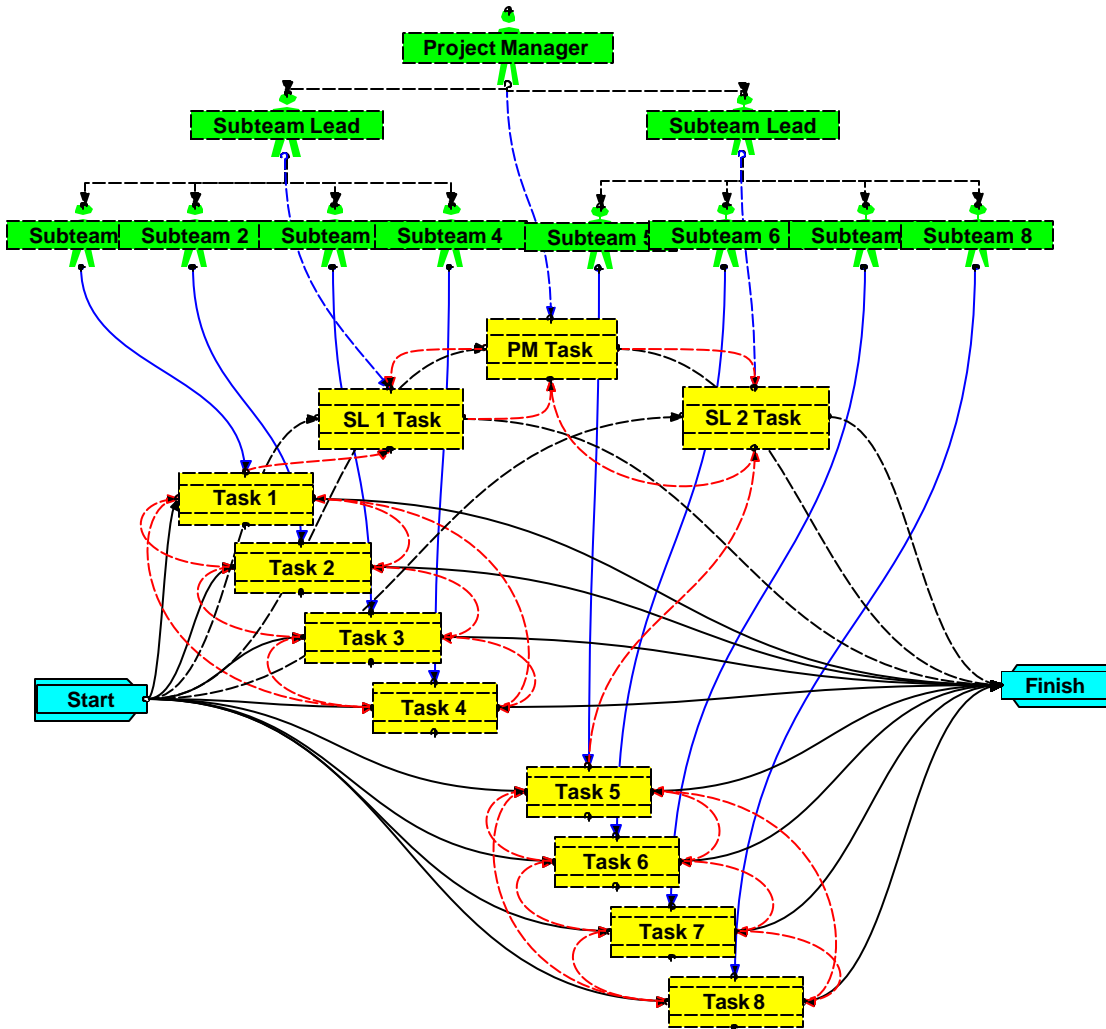 Project Manager
Subteam Lead
Subteam Lead
Subteam
Subteam 2
Subteam
Subteam 4
Subteam 5
Subteam 6
Subteam
Subteam 8
PM Task
SL 1 Task
SL 2 Task
Task 1
Task 2
Task 3
Task 4
Start
Finish
Task 5
Task 6
Task 7
Task 8